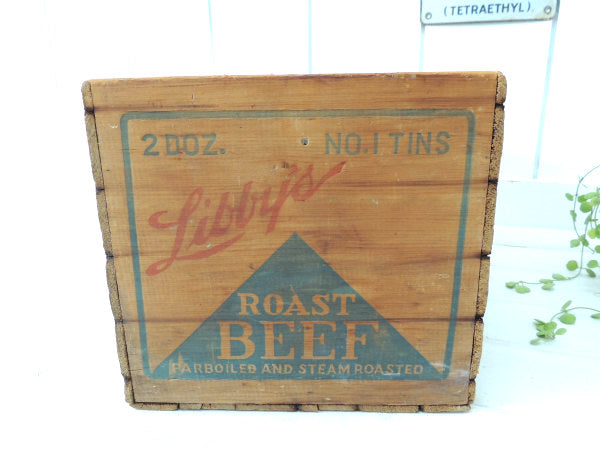 (TETRAETHYL).
2 DOZ. NO. 1 TINS
Libby's
ROAST
BEEF
PARBOILED AND STEAM ROASTED